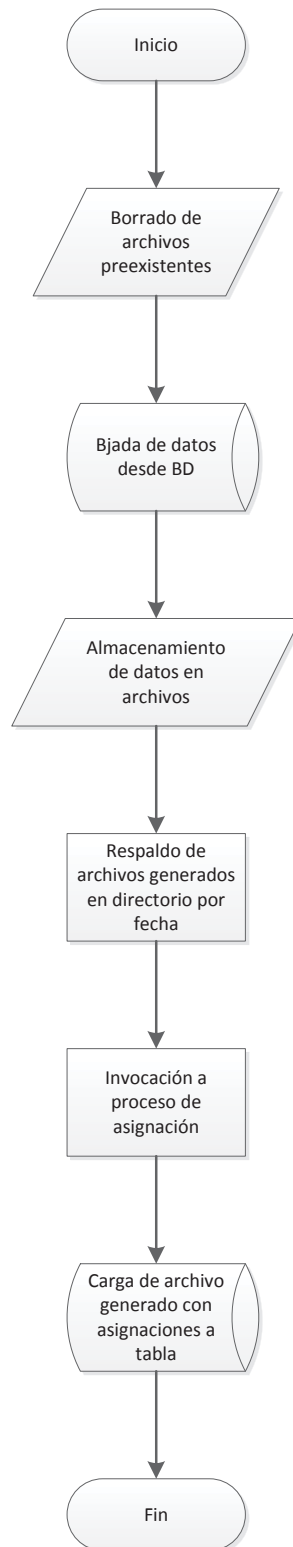 Inicio
Borrado de
archivos
preexistentes
Bjada de datos
desde BD
Almacenamiento
de datos en
archivos
Respaldo de
archivos generados
en directorio por
fecha
Invocación a
proceso de
asignación
Carga de archivo
generado con
asignaciones a
tabla
Fin